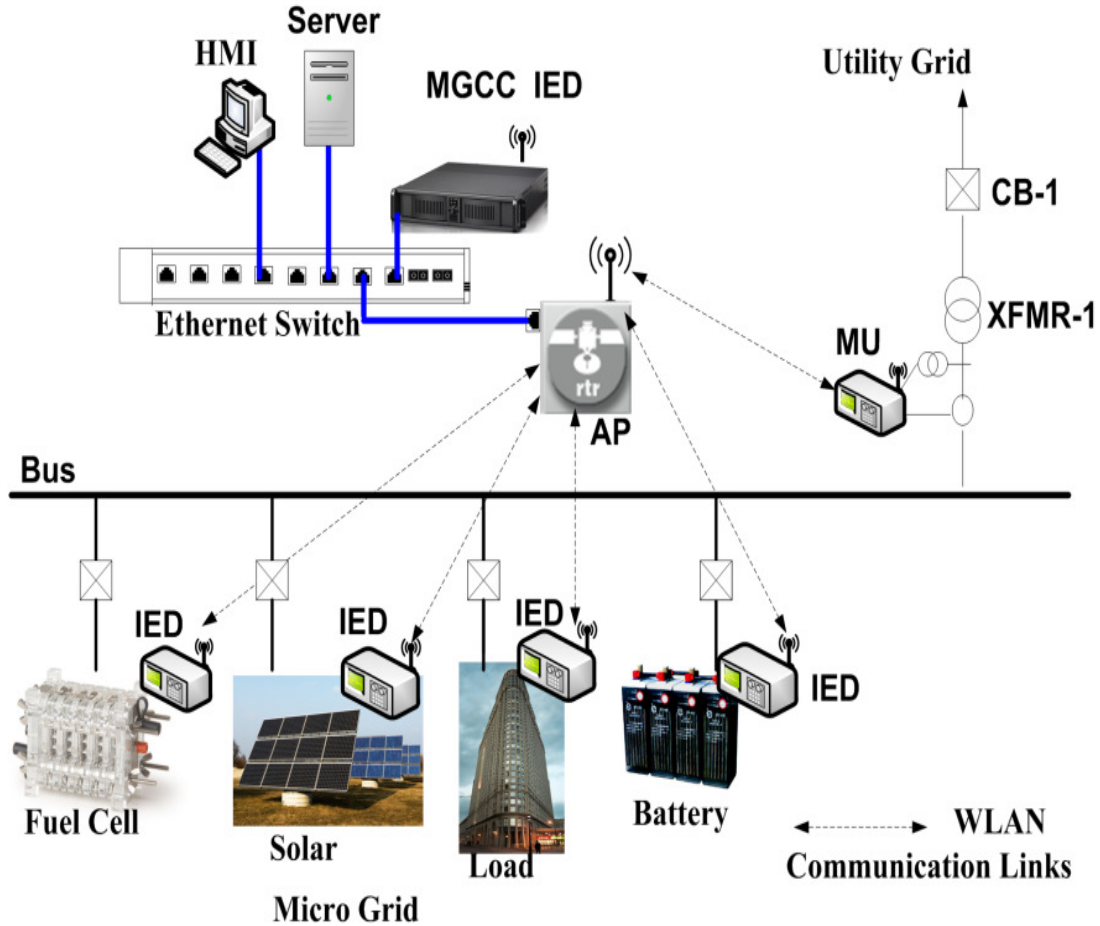 Server
HMI
MGCC IED
Utility Grid
CB-1
Ethernet Switch
XFMR-1
MU
rtr
AP
Bus
IED
IED
IED
IED
Fuel Cell
Solar
Load
Battery
WLAN
Communication Links
Micro Grid